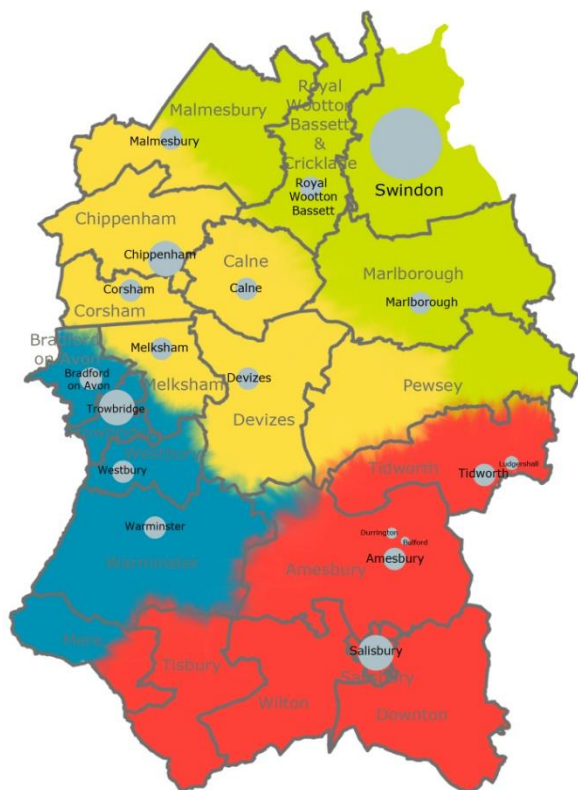 Malmesbury
Royal
Wootton
Bassett
&
Cricklade
Malmesbury
Royal
Wootton
Bassett
Swindon
Chippenham
Chippenham
Calne
Calne
Corsham
Corsham
Marlborough
Marlborough
Bradford
on Avon
Bradford
on Avon
Melksham
Melksham
Devizes
Devizes
Pewsey
Trowbridge
Westbury
Westbury
Tidworth
Tidworth
Ludgershall
Warminster
Warminster
Durrington
Bulford
Amesbury
Amesbury
Mere
Tisbury
Wilton
Salisbury
Salisbury
Downton